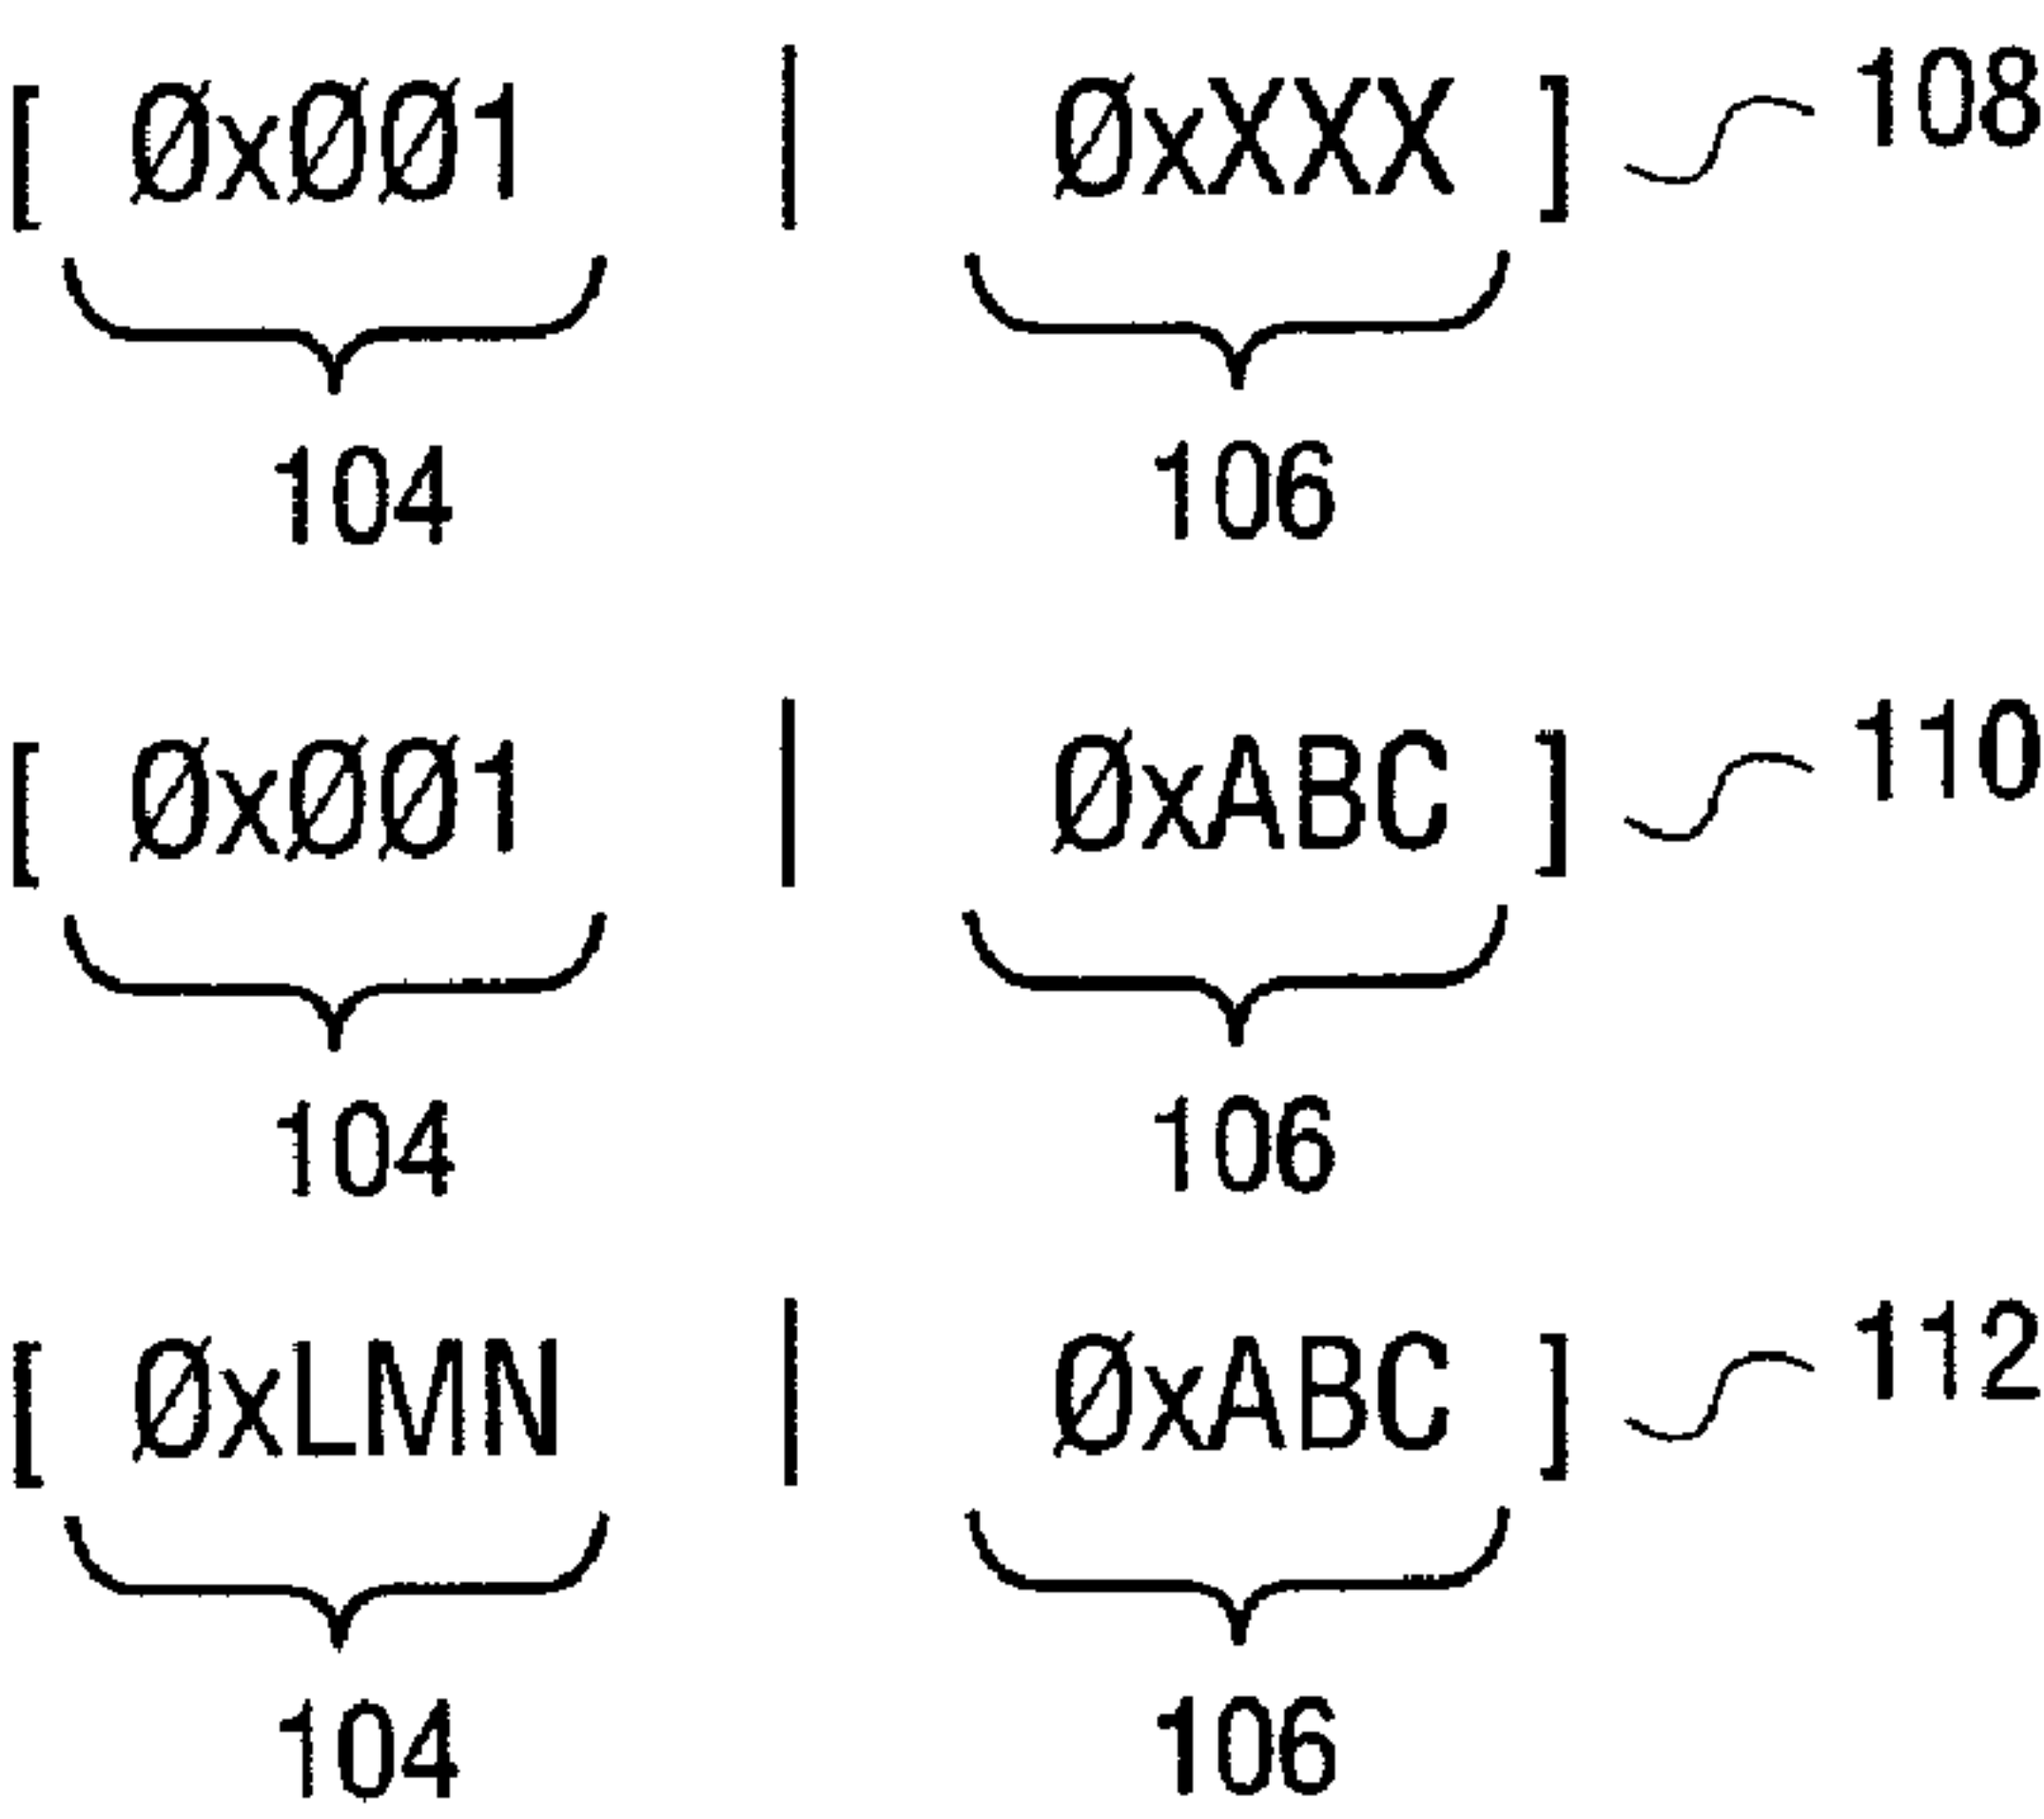 [ Øx001 | ØxXXX ] 108
104 106
[ Øx001 | ØxABC ] 110
104 106
[ ØxLMN | ØxABC ] 112
104 106